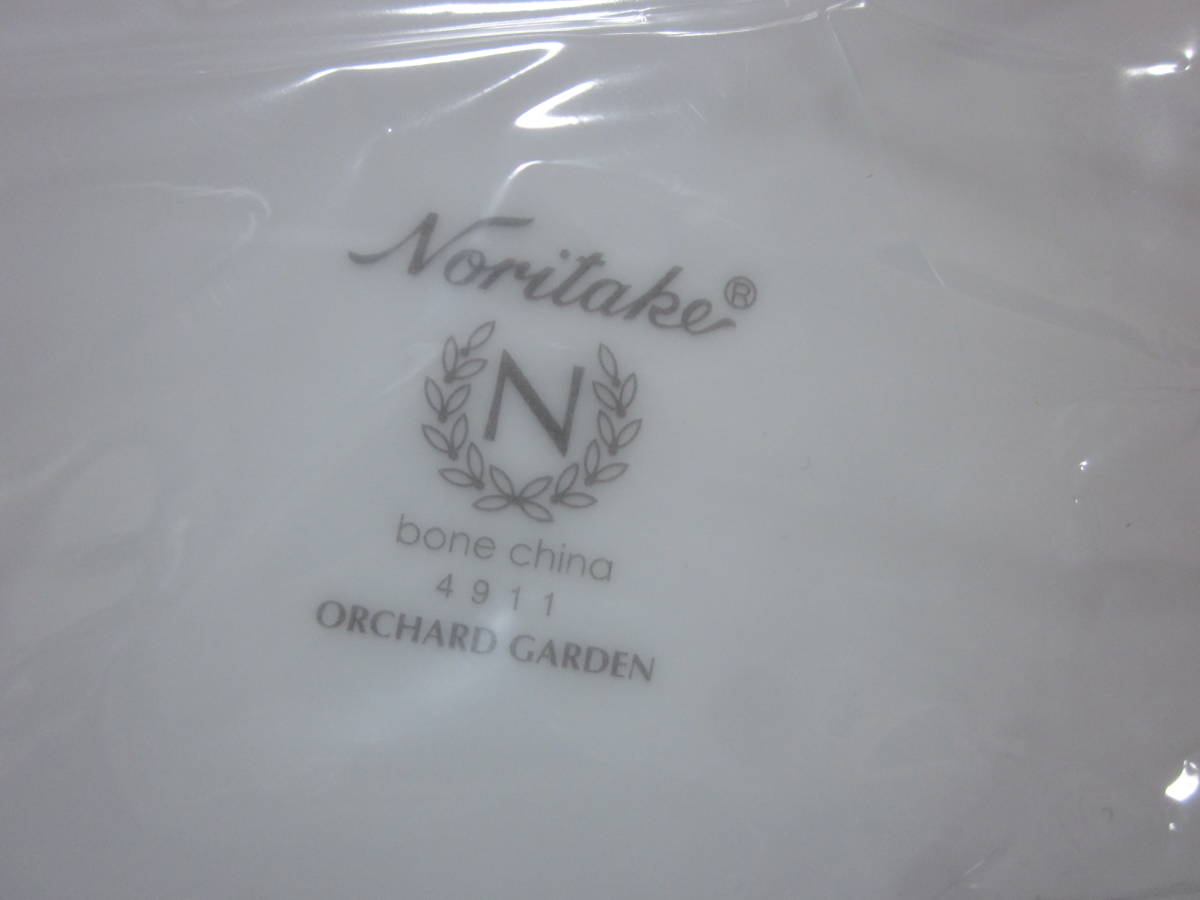 Noritake®
N
bone china
4911
ORCHARD GARDEN